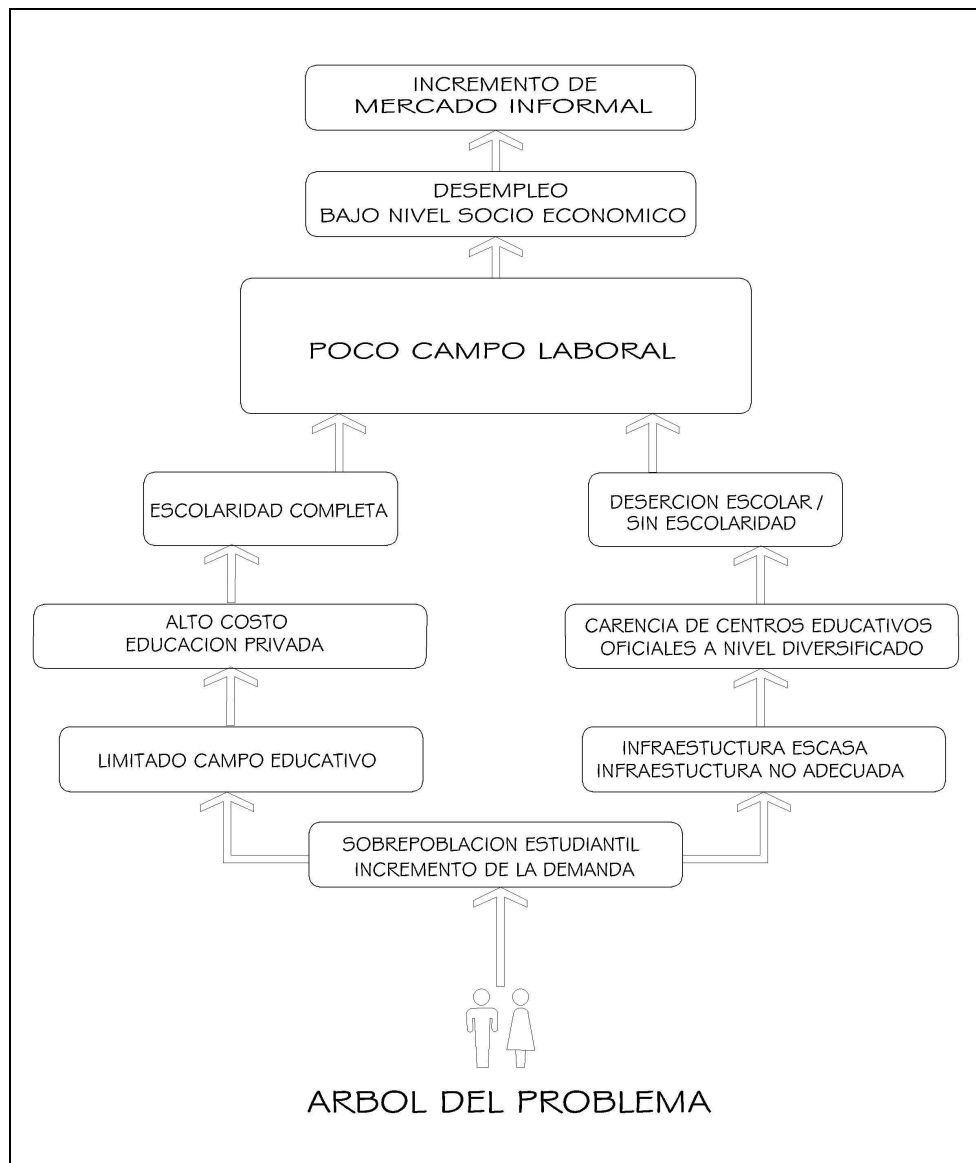 INCREMENTO DE
MERCADO INFORMAL
DESEMPLEO
BAJO NIVEL SOCIO ECONOMICO
POCO CAMPO LABORAL
ESCOLARIDAD COMPLETA
DESERCION ESCOLAR /
SIN ESCOLARIDAD
ALTO COSTO
EDUCACION PRIVADA
CARENCIA DE CENTROS EDUCATIVOS
OFICIALES A NIVEL DIVERSIFICADO
LIMITADO CAMPO EDUCATIVO
INFRAESTUCTURA ESCASA
INFRAESTUCTURA NO ADECUADA
SOBREPOBLACION ESTUDIANTIL
INCREMENTO DE LA DEMANDA
ARBOL DEL PROBLEMA